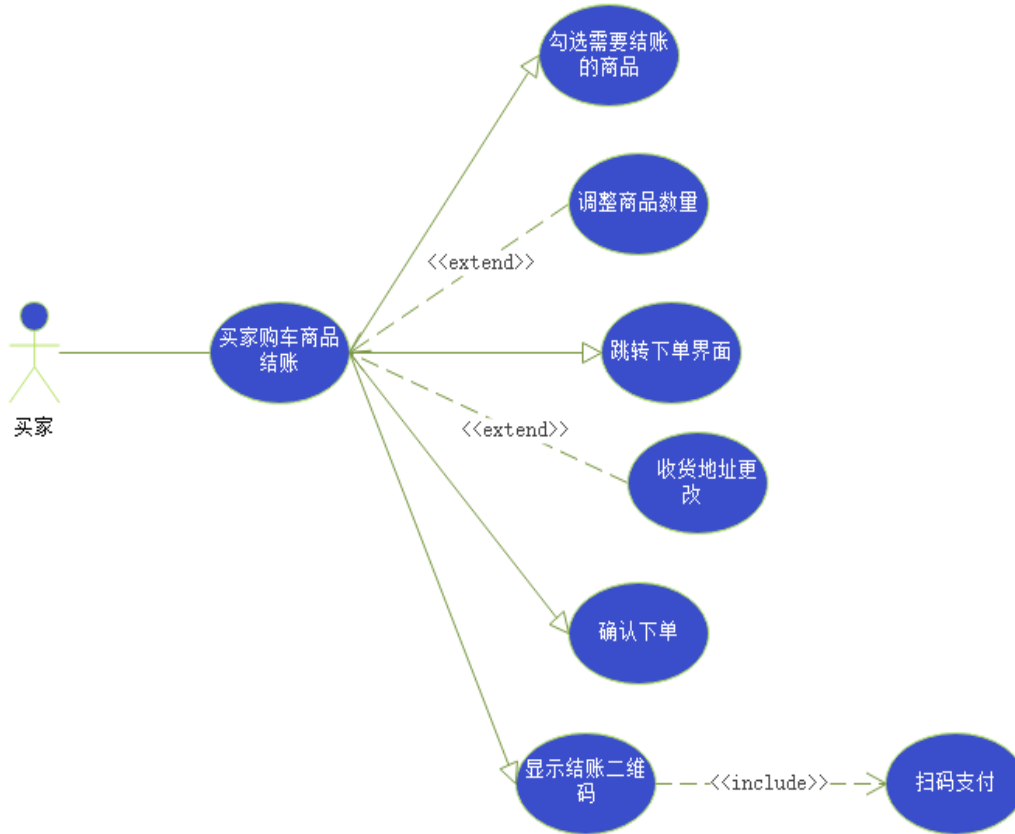 勾选需要结账
的商品
调整商品数量
<<extend>>
买家购车商品
结账
跳转下单界面
买家
<<extend>>
收货地址更
改
确认下单
显示结账二维
码
<<include>>
扫码支付